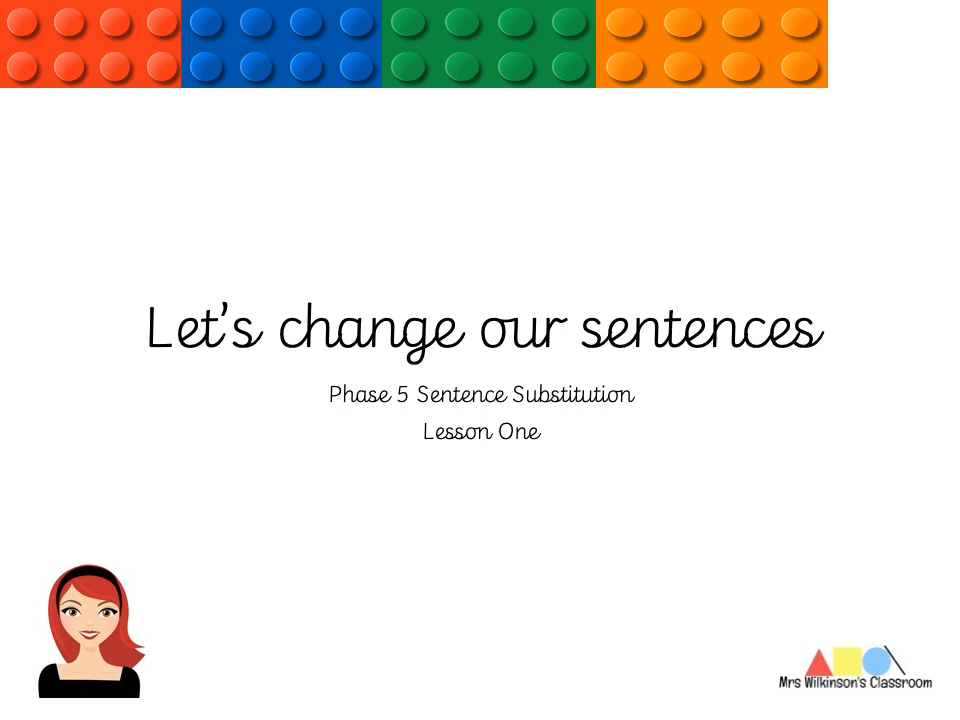 Let's change our sentences
Phase 5 Sentence Substitution
Lesson One
Mrs Wilkinson's Classroom